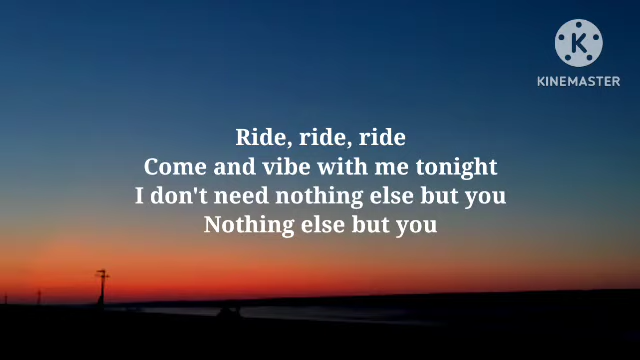 KINEMASTER
Ride, ride, ride
Come and vibe with me tonight
I don't need nothing else but you
Nothing else but you